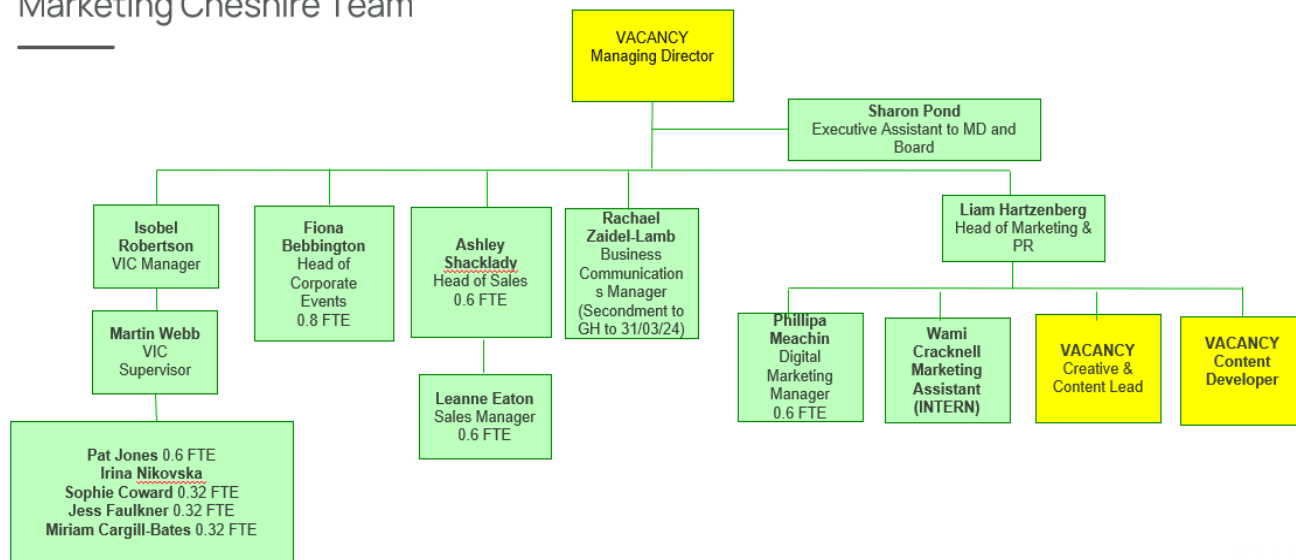 Marketing Cheshire Team
VACANCY
Managing Director
Sharon Pond
Executive Assistant to MD and
Board
Isobel
Robertson
VIC Manager
Fiona
Bebbington
Head of
Corporate
Events
0.8 FTE
Ashley
Shacklady
Head of Sales
0.6 FTE
Rachael
Zaidel-Lamb
Business
Communication
s Manager
(Secondment to
GH to 31/03/24)
Liam Hartzenberg
Head of Marketing &
PR
Martin Webb
VIC
Supervisor
Leanne Eaton
Sales Manager
0.6 FTE
Phillipa
Meachin
Digital
Marketing
Manager
0.6 FTE
Wami
Cracknell
Marketing
Assistant
(INTERN)
VACANCY
Creative &
Content Lead
VACANCY
Content
Developer
Pat Jones 0.6 FTE
Irina Nikovska
Sophie Coward 0.32 FTE
Jess Faulkner 0.32 FTE
Miriam Cargill-Bates 0.32 FTE